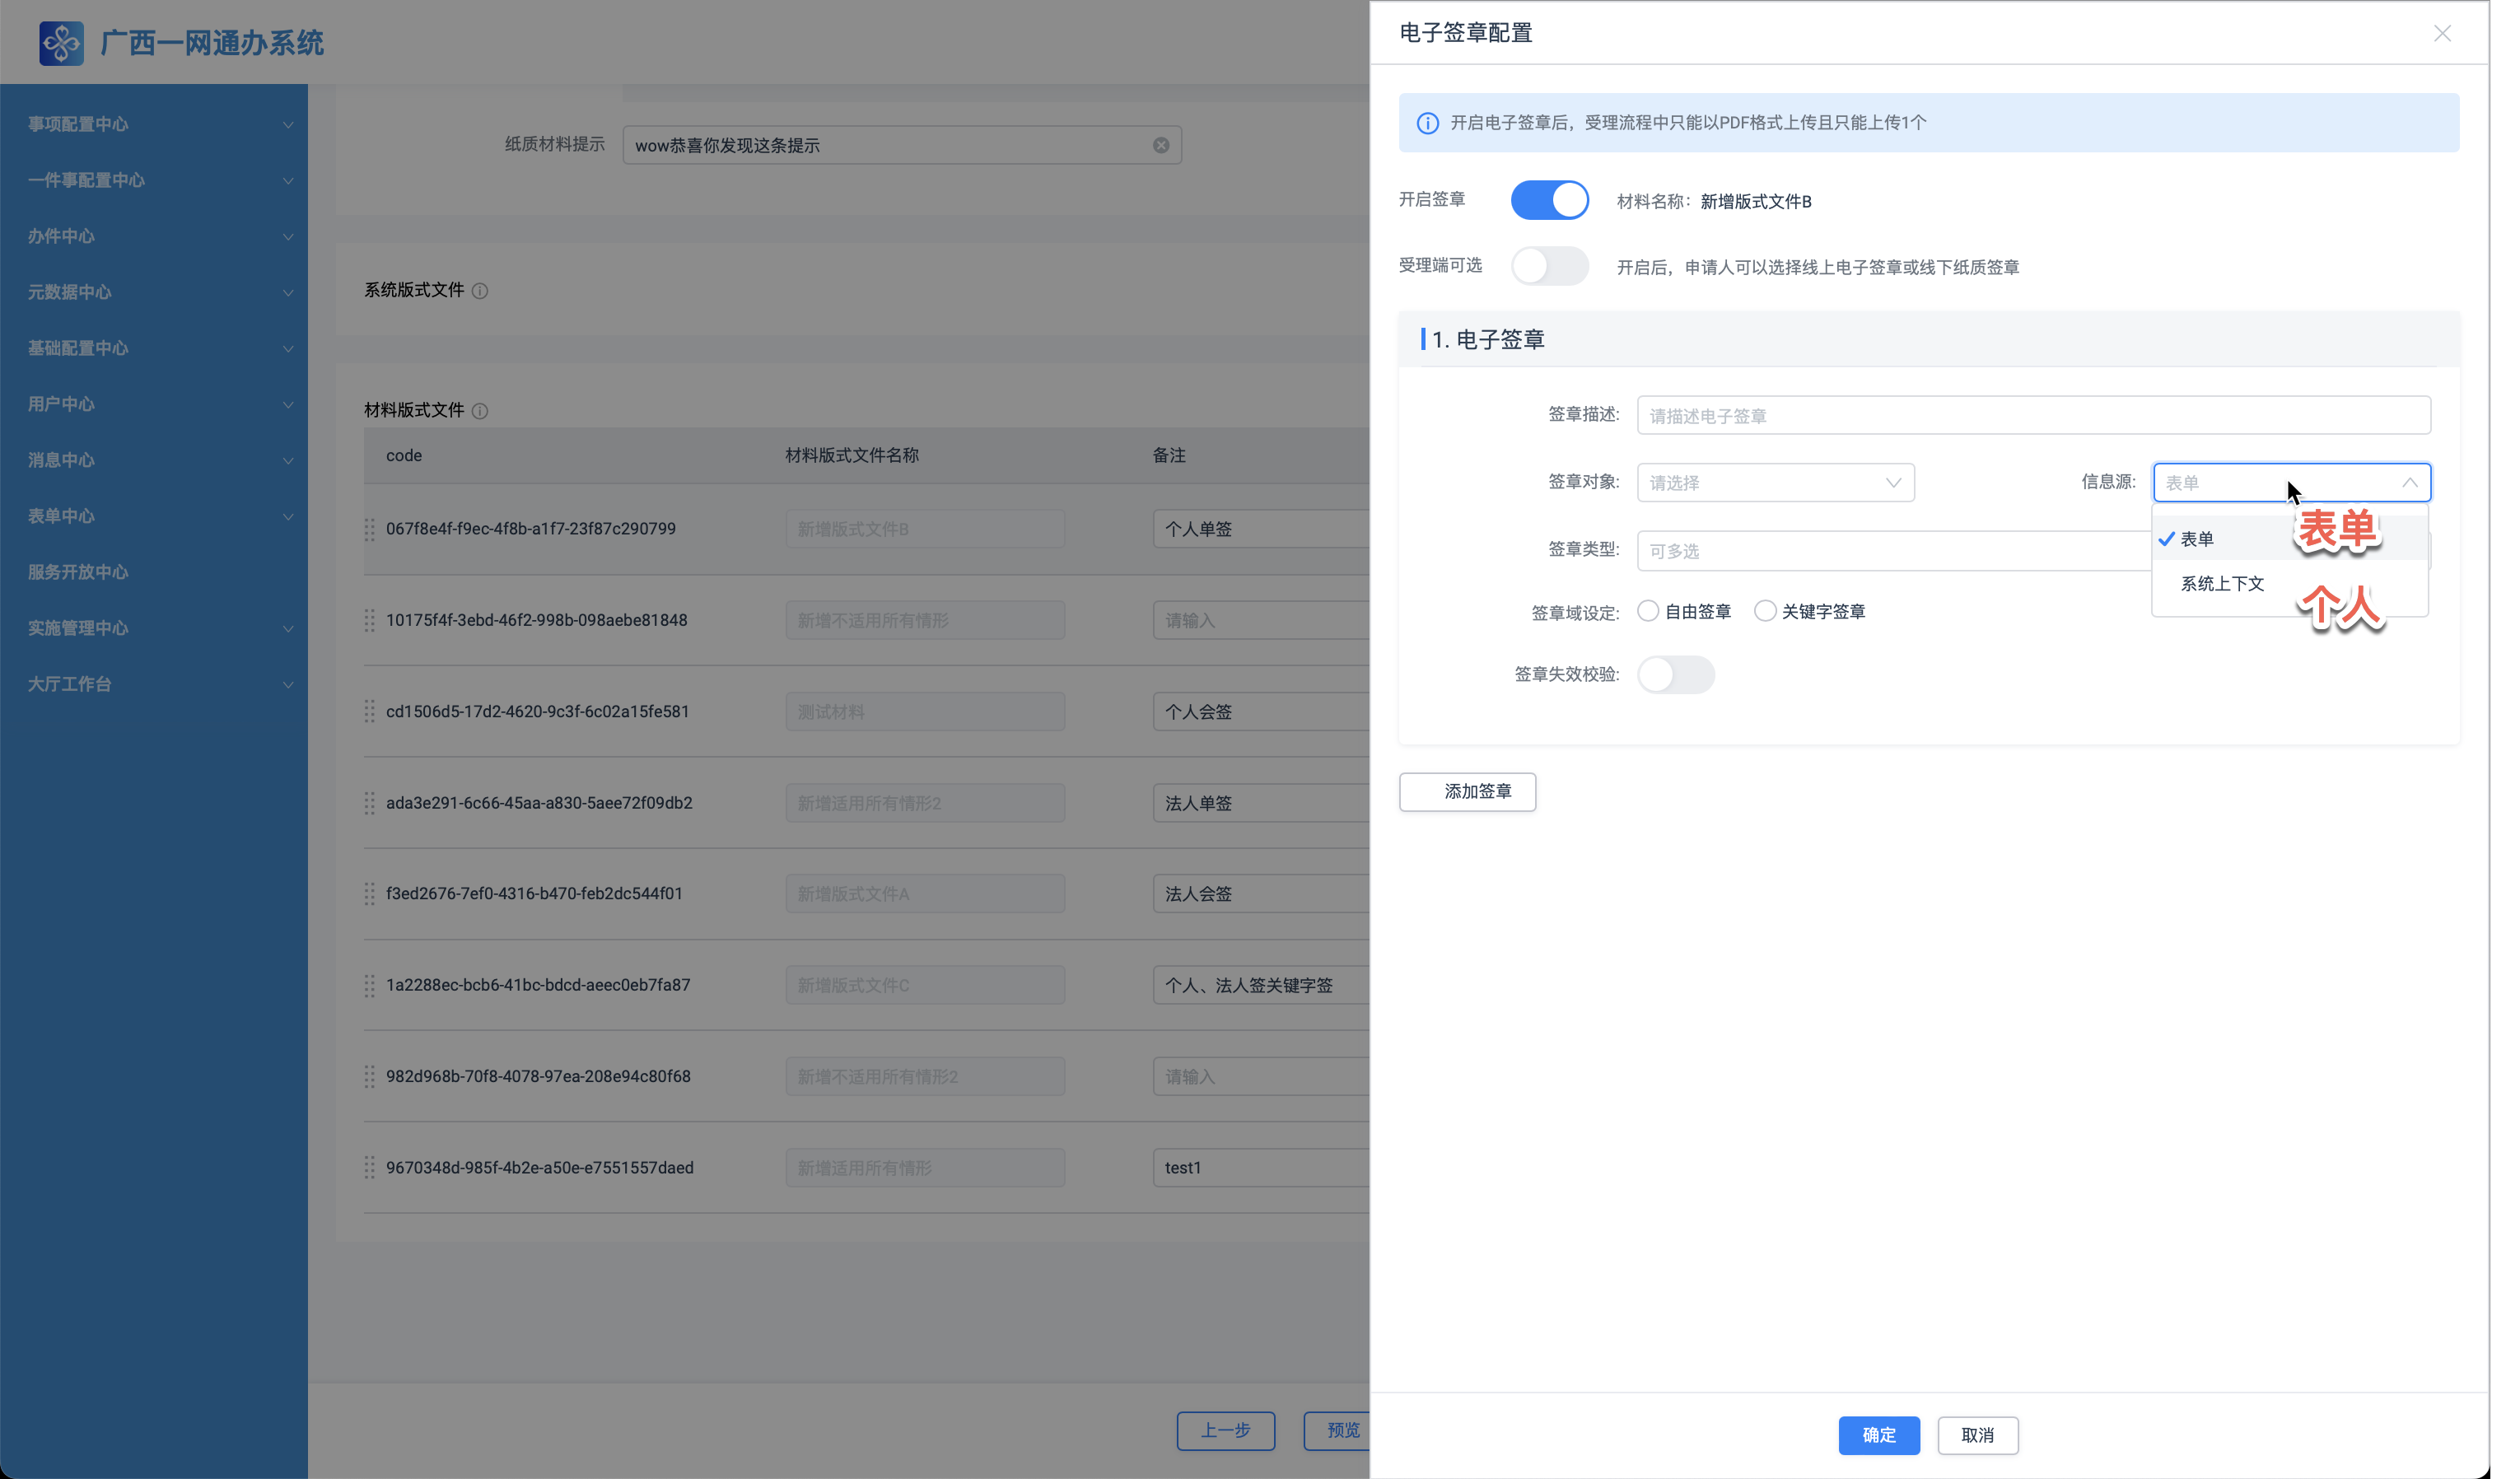 广西一网通办系统
事项配置中心
一件事配置中心
办件中心
元数据中心
基础配置中心
用户中心
消息中心
表单中心
服务开放中心
实施管理中心
大厅工作台
纸质材料提示
wow恭喜你发现这条提示
系统版式文件
材料版式文件
code 材料版式文件名称 备注
067f8e4f-f9ec-4f8b-a1f7-23f87c290799 新增版式文件B 个人单签
10175f4f-3ebd-46f2-998b-098aebe81848 新增不适用所有情形 请输入
cd1506d5-17d2-4620-9c3f-6c02a15fe581 测试材料 个人会签
ada3e291-6c66-45aa-a830-5aee72f09db2 新增适用所有情形2 法人单签
f3ed2676-7ef0-4316-b470-feb2dc544f01 新增版式文件A 法人会签
1a2288ec-bcb6-41bc-bdcd-aeec0eb7fa87 新增版式文件C 个人、法人签关键字签
982d968b-70f8-4078-97ea-208e94c80f68 新增不适用所有情形2 请输入
9670348d-985f-4b2e-a50e-e7551557daed 新增适用所有情形 test1
上一步 预览
电子签章配置
开启电子签章后，受理流程中只能以PDF格式上传且只能上传1个
开启签章 材料名称：新增版式文件B
受理端可选 开启后，申请人可以选择线上电子签章或线下纸质签章
1. 电子签章
签章描述: 请描述电子签章
签章对象: 请选择 信息源: 表单
表单 表单
系统上下文 个人
签章类型: 可多选
签章域设定: 自由签章 关键字签章
签章失效校验:
添加签章
确定 取消